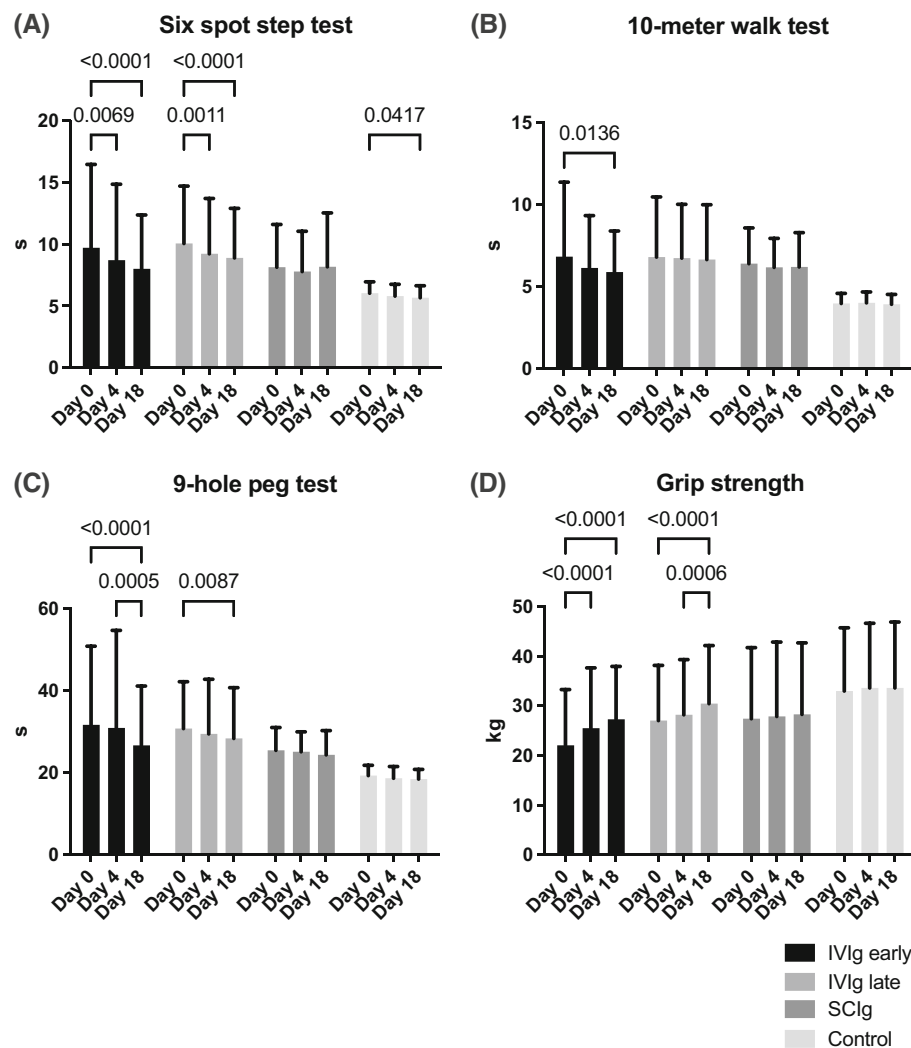 (A) Six spot step test
<0.0001 <0.0001
0.0069 0.0011 0.0417
20
15
10
5
0
s
Day 0 Day 4 Day 18 Day 0 Day 4 Day 18 Day 0 Day 4 Day 18 Day 0 Day 4 Day 18
(B) 10-meter walk test
0.0136
15
10
5
0
s
Day 0 Day 4 Day 18 Day 0 Day 4 Day 18 Day 0 Day 4 Day 18 Day 0 Day 4 Day 18
(C) 9-hole peg test
<0.0001
0.0005 0.0087
60
40
20
0
s
Day 0 Day 4 Day 18 Day 0 Day 4 Day 18 Day 0 Day 4 Day 18 Day 0 Day 4 Day 18
(D) Grip strength
<0.0001 <0.0001
<0.0001 0.0006
50
40
30
20
10
0
kg
Day 0 Day 4 Day 18 Day 0 Day 4 Day 18 Day 0 Day 4 Day 18 Day 0 Day 4 Day 18
IVIg early
IVIg late
SCIg
Control